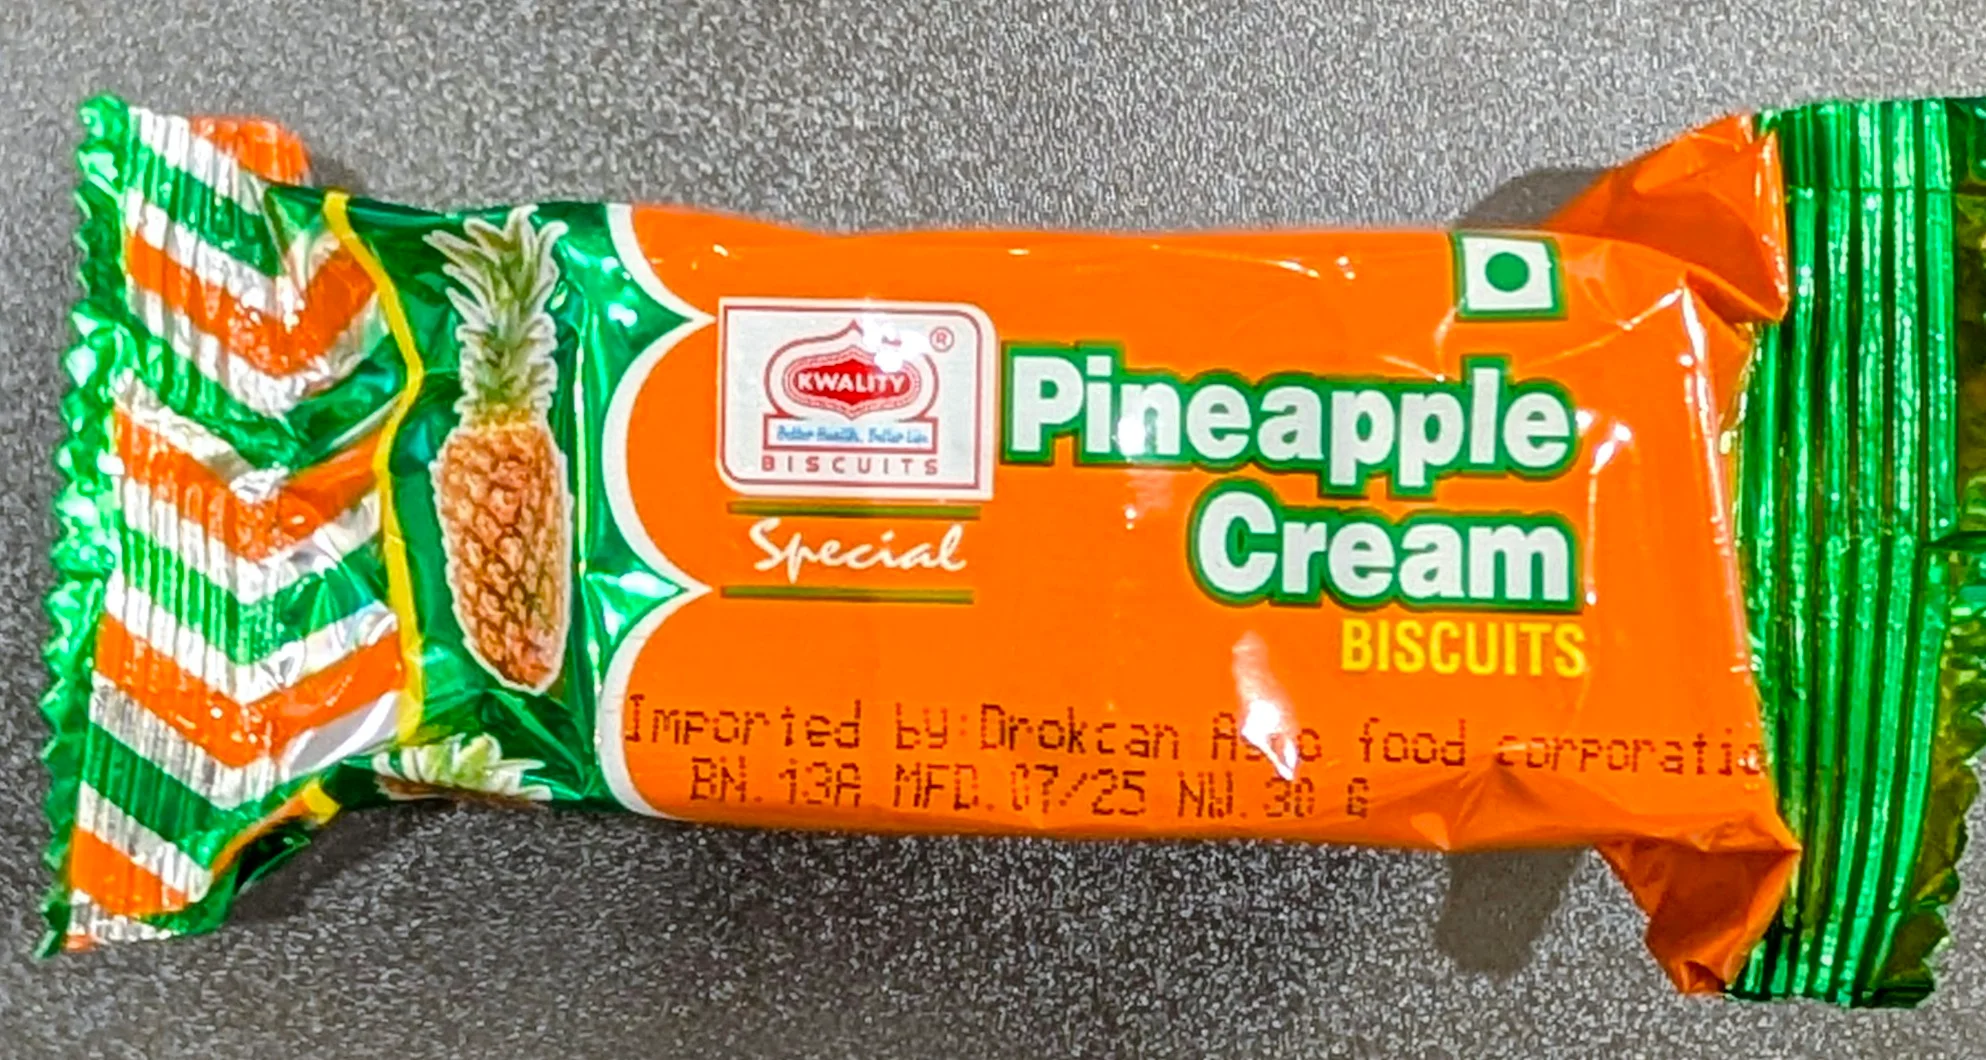 KWALITY
®
Better Health, Better Life
BISCUITS
Special
Pineapple
Cream
BISCUITS
Imported by: Drokcan food
BN. 13A MFD. 07/25 NW. 30 g